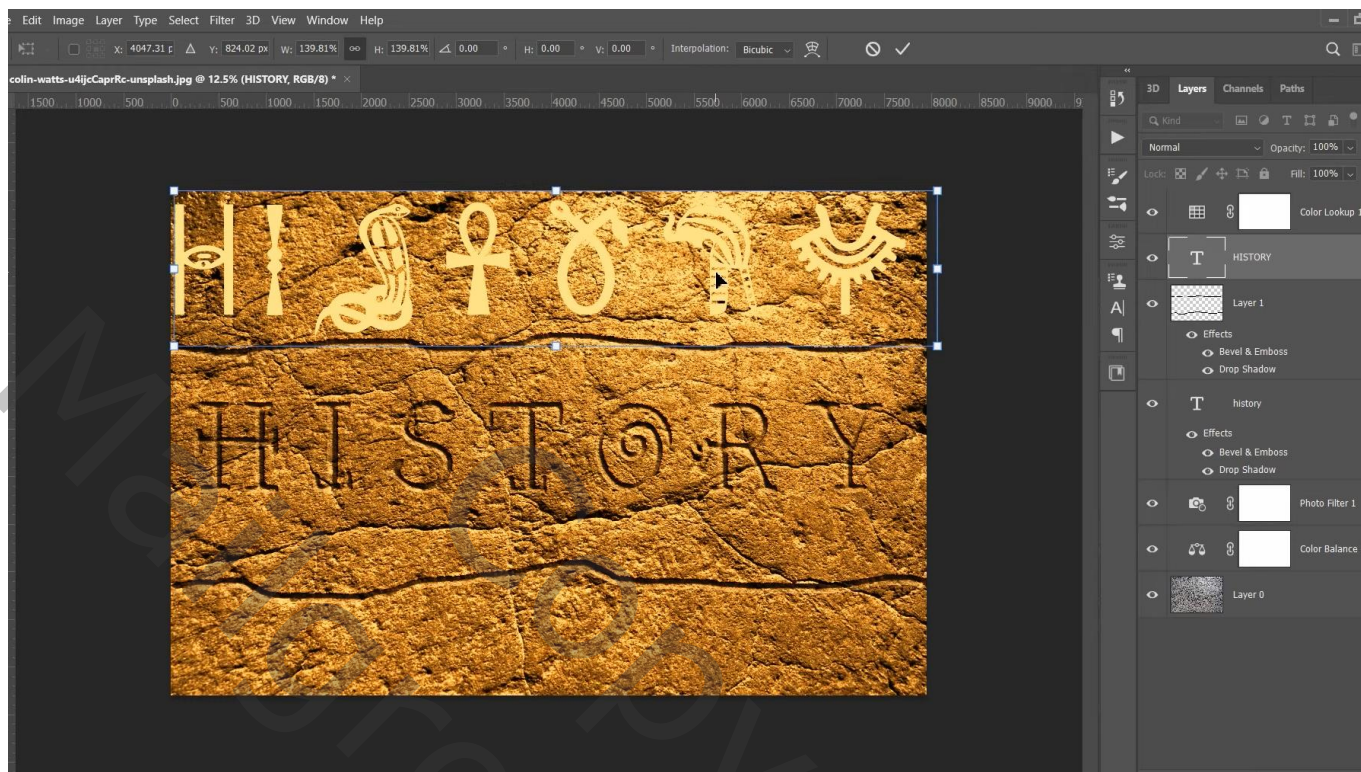 Edit Image Layer Type Select Filter 3D View Window Help
X: 4047.31 Y: 824.02 px W: 139.81% H: 139.81% 0.00 ° H: 0.00 ° V: 0.00 ° Interpolation: Bicubic
colin-watts-u4ijcCaprRc-unsplash.jpg @ 12.5% (HISTORY, RGB/8) * ×
1500 1000 500 0 500 1000 1500 2000 2500 3000 3500 4000 4500 5000 5500 6000 6500 7000 7500 8000 8500 9000
3D Layers Channels Paths
Kind
Normal Opacity: 100%
Lock: Fill: 100%
Color Lookup 1
HISTORY
Layer 1
Effects
Bevel & Emboss
Drop Shadow
history
Effects
Bevel & Emboss
Drop Shadow
Photo Filter 1
Color Balance
Layer 0
HISTORY
HISTORY